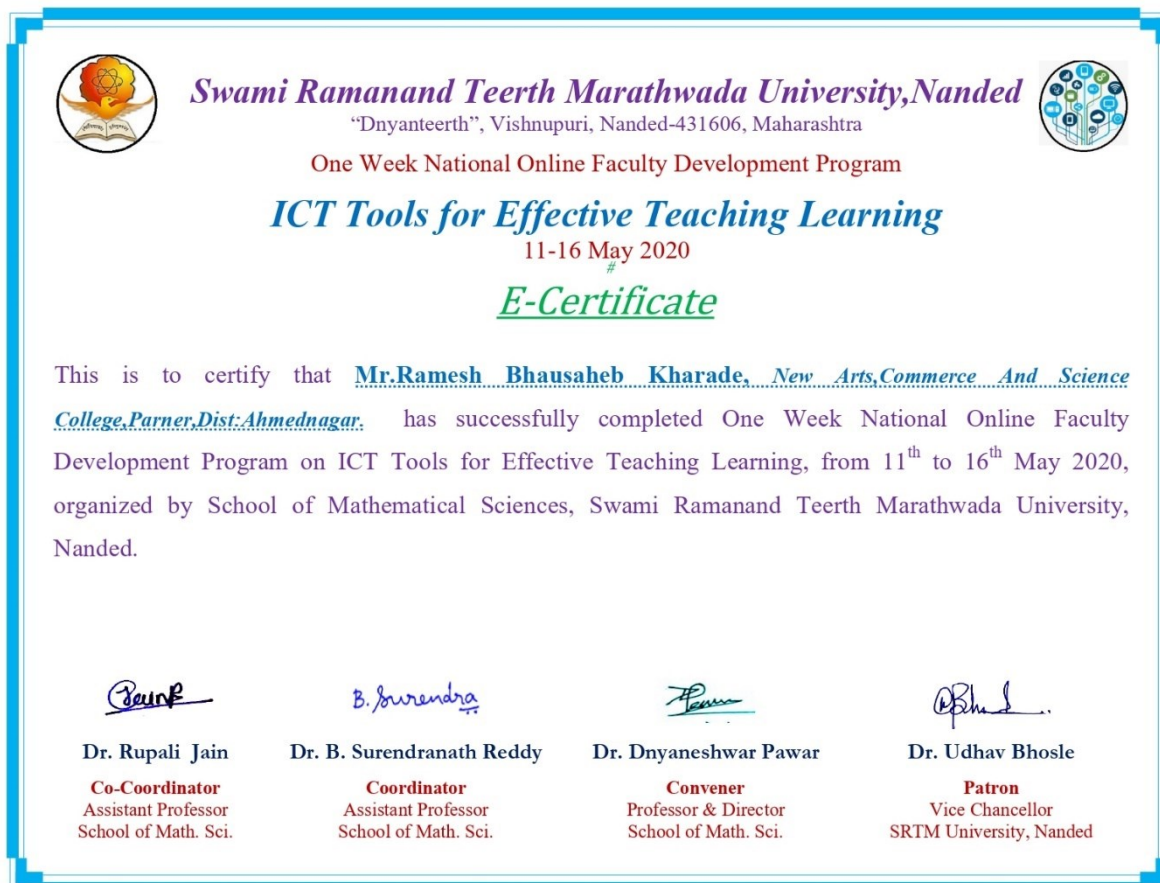 Swami Ramanand Teerth Marathwada University,Nanded
“Dnyanteerth”, Vishnupuri, Nanded-431606, Maharashtra
One Week National Online Faculty Development Program
ICT Tools for Effective Teaching Learning
11-16 May 2020
#
E-Certificate
This is to certify that Mr.Ramesh Bhausaheb Kharade, New Arts,Commerce And Science
College,Parner,Dist:Ahmednagar. has successfully completed One Week National Online Faculty
Development Program on ICT Tools for Effective Teaching Learning, from 11th to 16th May 2020,
organized by School of Mathematical Sciences, Swami Ramanand Teerth Marathwada University,
Nanded.
B. Surendra
Dr. Rupali Jain
Co-Coordinator
Assistant Professor
School of Math. Sci.
Dr. B. Surendranath Reddy
Coordinator
Assistant Professor
School of Math. Sci.
Dr. Dnyaneshwar Pawar
Convener
Professor & Director
School of Math. Sci.
Dr. Udhav Bhosle
Patron
Vice Chancellor
SRTM University, Nanded